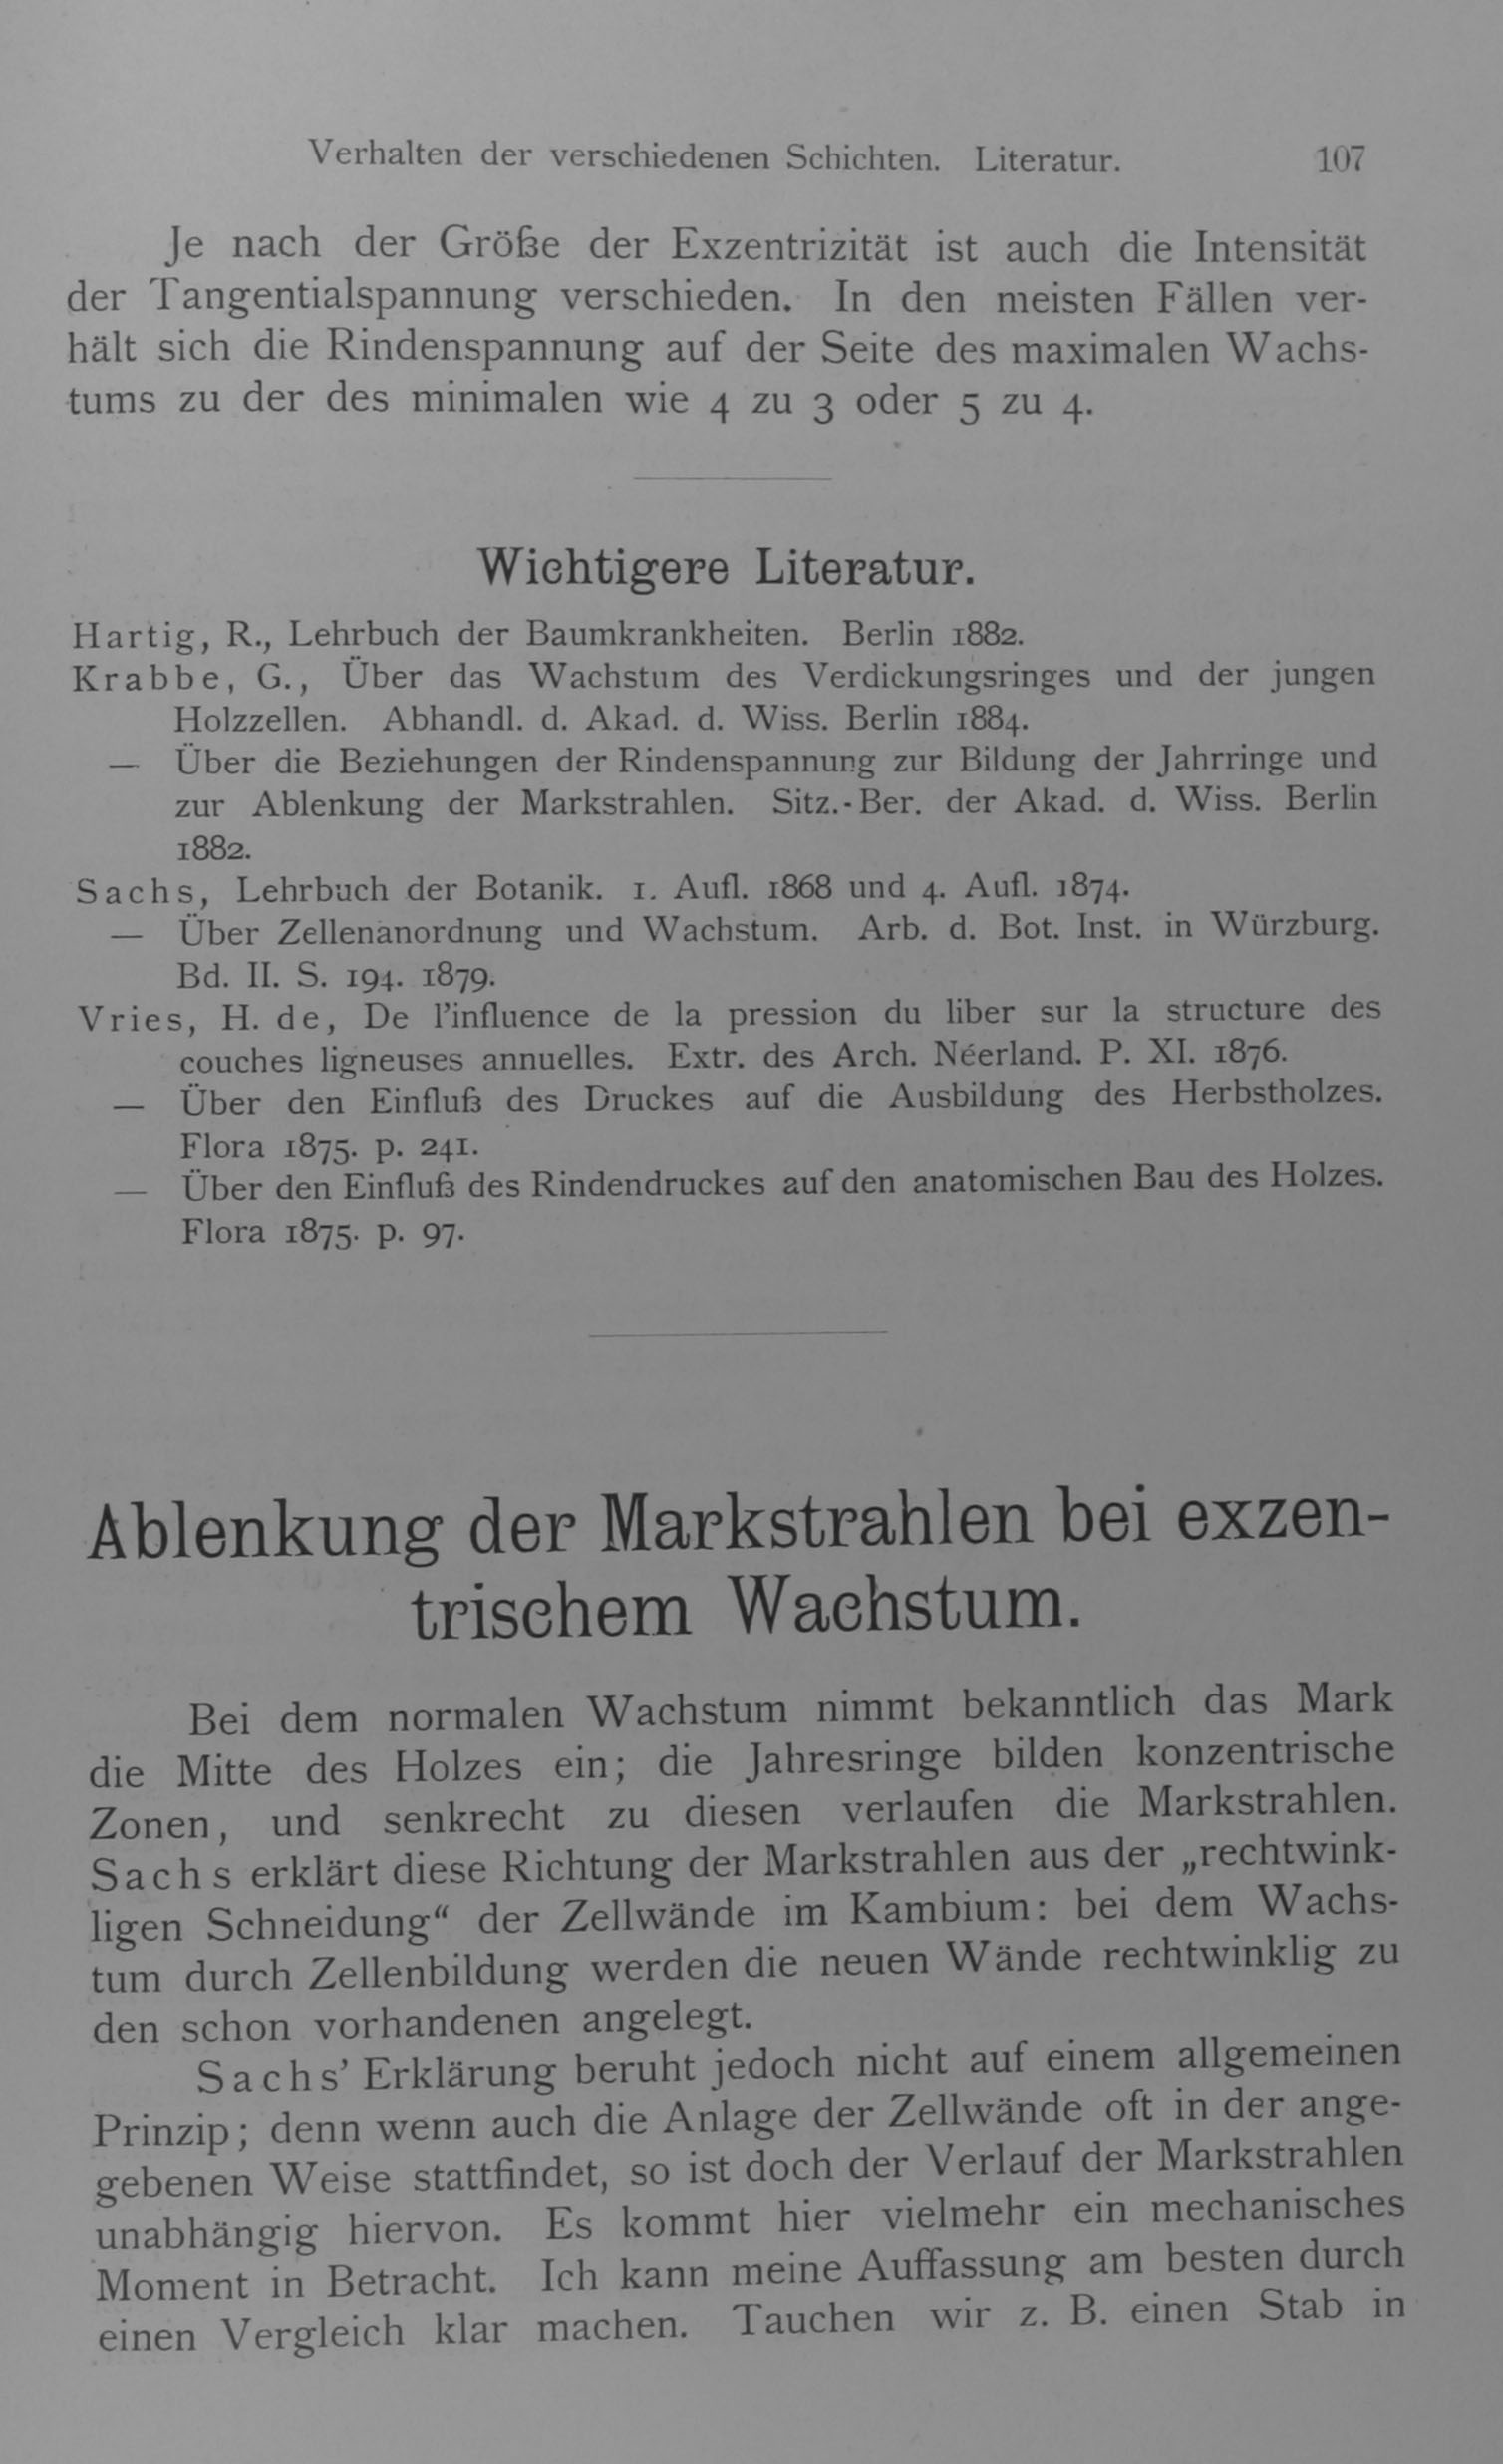 Verhalten der verschiedenen Schichten. Literatur. 107
Je nach der Größe der Exzentrizität ist auch die Intensität
der Tangentialspannung verschieden. In den meisten Fällen ver-
hält sich die Rindenspannung auf der Seite des maximalen Wachs-
tums zu der des minimalen wie 4 zu 3 oder 5 zu 4.
Wichtigere Literatur.
Hartig, R., Lehrbuch der Baumkrankheiten. Berlin 1882.
Krabbe, G., Über das Wachstum des Verdickungsringes und der jungen
Holzzellen. Abhandl. d. Akad. d. Wiss. Berlin 1884.
— Über die Beziehungen der Rindenspannung zur Bildung der Jahrringe und
zur Ablenkung der Markstrahlen. Sitz.-Ber. der Akad. d. Wiss. Berlin
1882.
Sachs, Lehrbuch der Botanik. 1. Aufl. 1868 und 4. Aufl. 1874.
— Über Zellenanordnung und Wachstum. Arb. d. Bot. Inst. in Würzburg.
Bd. II. S. 194. 1879.
Vries, H. de, De l'influence de la pression du liber sur la structure des
couches ligneuses annuelles. Extr. des Arch. Néerland. P. XI. 1876.
— Über den Einfluß des Druckes auf die Ausbildung des Herbstholzes.
Flora 1875. p. 241.
— Über den Einfluß des Rindendruckes auf den anatomischen Bau des Holzes.
Flora 1875. p. 97.
Ablenkung der Markstrahlen bei exzen-
trischem Wachstum.
Bei dem normalen Wachstum nimmt bekanntlich das Mark
die Mitte des Holzes ein; die Jahresringe bilden konzentrische
Zonen, und senkrecht zu diesen verlaufen die Markstrahlen.
Sachs erklärt diese Richtung der Markstrahlen aus der „rechtwink-
ligen Schneidung“ der Zellwände im Kambium: bei dem Wachs-
tum durch Zellenbildung werden die neuen Wände rechtwinklig zu
den schon vorhandenen angelegt.
Sachs' Erklärung beruht jedoch nicht auf einem allgemeinen
Prinzip; denn wenn auch die Anlage der Zellwände oft in der ange-
gebenen Weise stattfindet, so ist doch der Verlauf der Markstrahlen
unabhängig hiervon. Es kommt hier vielmehr ein mechanisches
Moment in Betracht. Ich kann meine Auffassung am besten durch
einen Vergleich klar machen. Tauchen wir z. B. einen Stab in